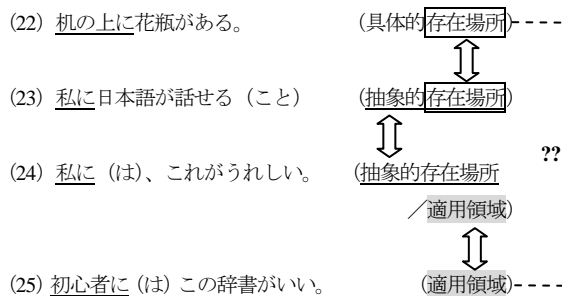 (22) 机の上に花瓶がある。 (具体的存在場所)
(23) 私に日本語が話せる(こと) (抽象的存在場所)
??
(24) 私に(は)、これがうれしい。 (抽象的存在場所
/適用領域)
(25) 初心者に(は)この辞書がいい。 (適用領域)